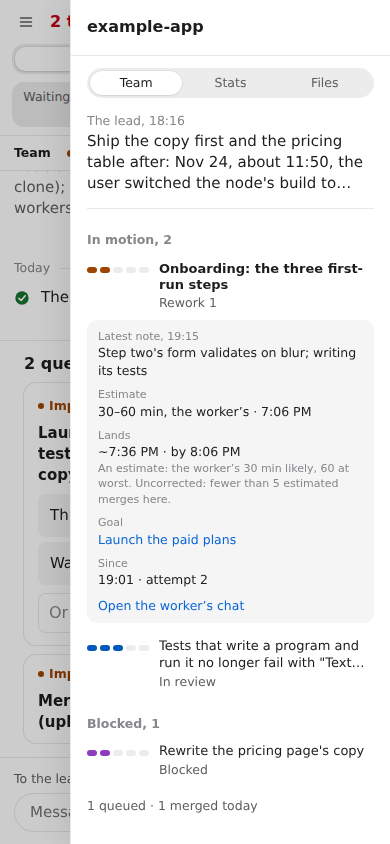 example-app
Team
Stats
Files
The lead, 18:16
Ship the copy first and the pricing
table after: Nov 24, about 11:50, the
user switched the node's build to…
In motion, 2
Onboarding: the three first-
run steps
Rework 1
Latest note, 19:15
Step two's form validates on blur; writing
its tests
Estimate
30–60 min, the worker’s · 7:06 PM
Lands
~7:36 PM · by 8:06 PM
An estimate: the worker’s 30 min likely, 60 at
worst. Uncorrected: fewer than 5 estimated
merges here.
Goal
Launch the paid plans
Since
19:01 · attempt 2
Open the worker’s chat
Tests that write a program and
run it no longer fail with "Text…
In review
Blocked, 1
Rewrite the pricing page's copy
Blocked
1 queued · 1 merged today
2 t
Waiting
Team
clone);
workers
Today
The
2 que
Imp
Laun
test
copy
Th
Wa
Or
Imp
Mer
(upl
To the lea
Messa